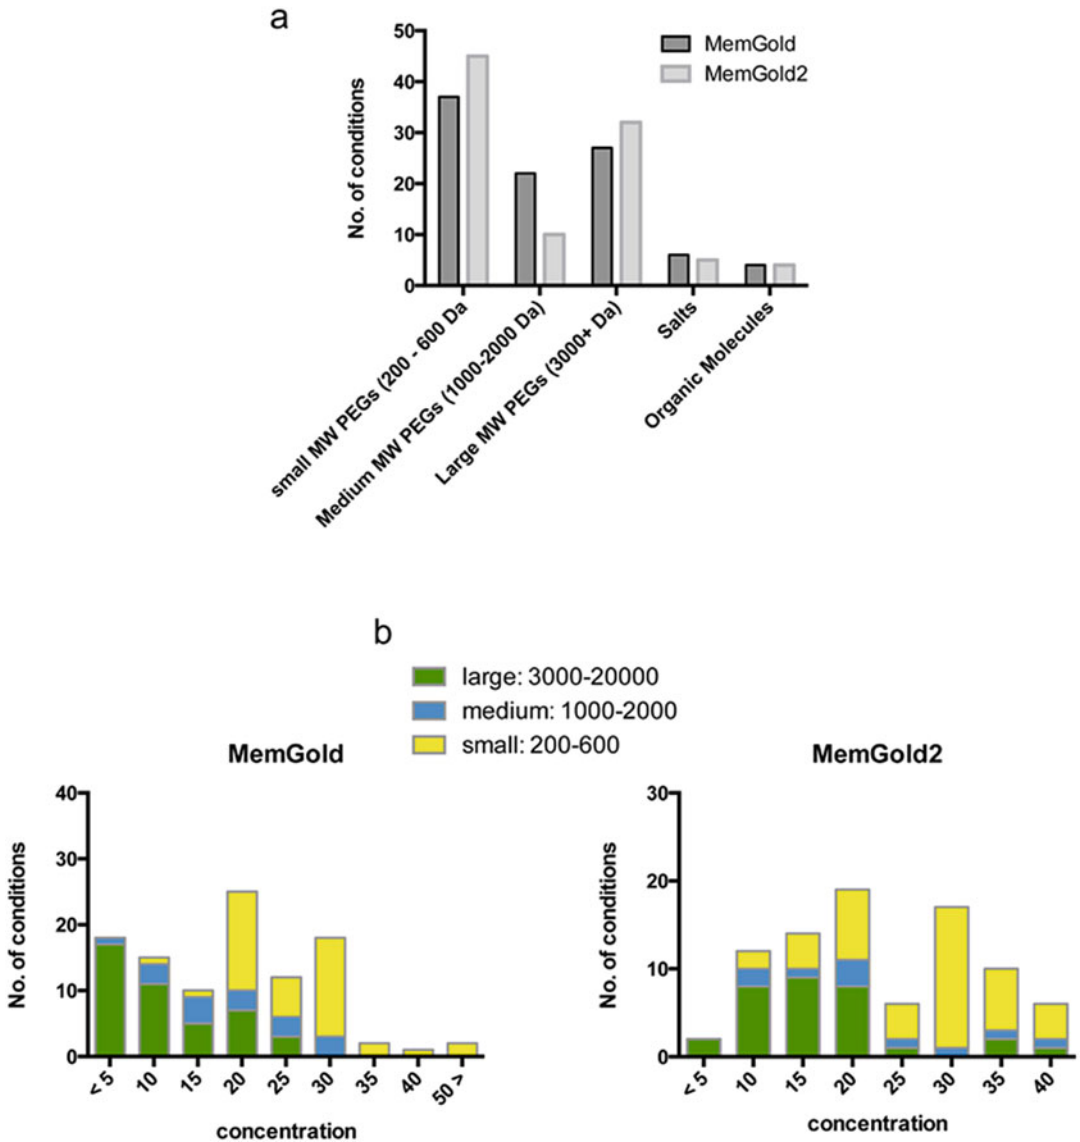 a
No. of conditions
50
40
30
20
10
0
MemGold
MemGold2
small MW PEGs (200 - 600 Da
Medium MW PEGs (1000-2000 Da)
Large MW PEGs (3000+ Da)
Salts
Organic Molecules
b
large: 3000-20000
medium: 1000-2000
small: 200-600
MemGold
No. of conditions
40
30
20
10
0
< 5 10 15 20 25 30 35 40 50 >
concentration
MemGold2
No. of conditions
30
20
10
0
< 5 10 15 20 25 30 35 40
concentration